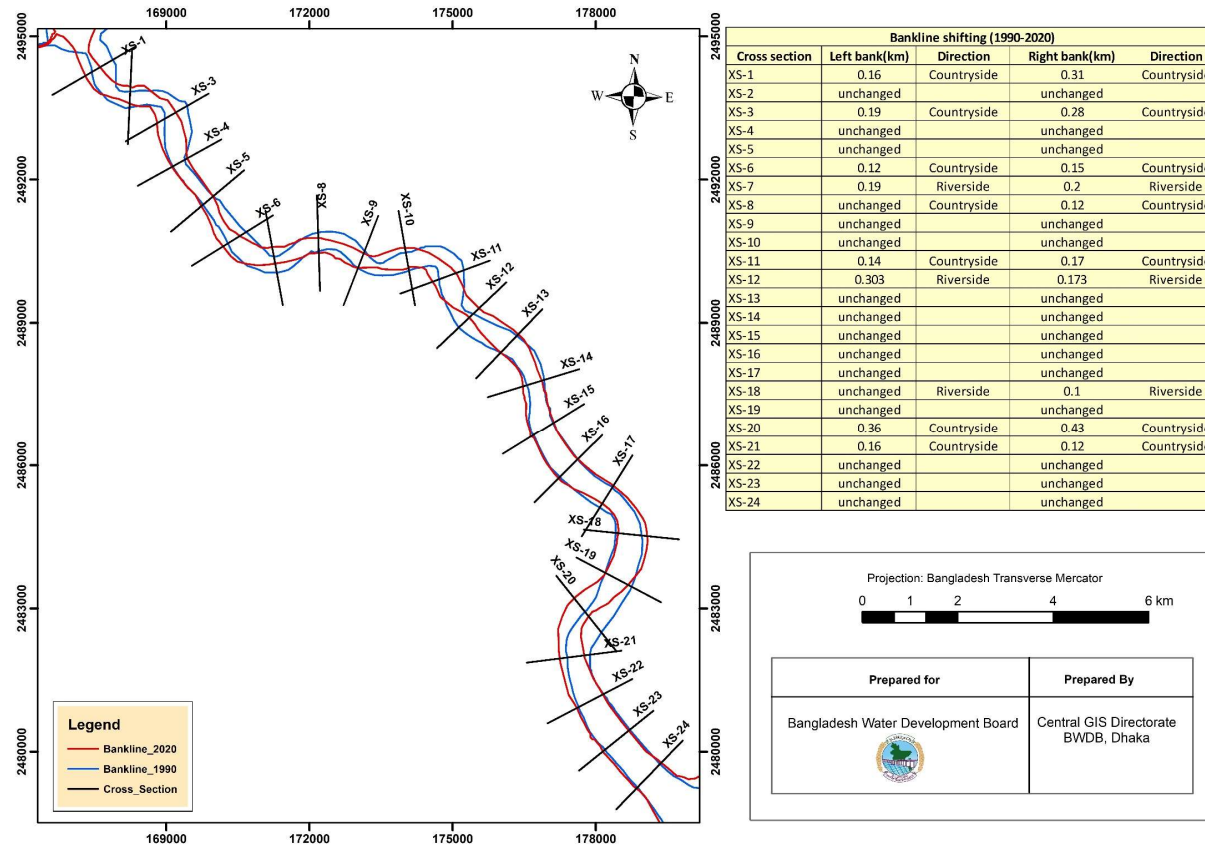 169000 172000 175000 178000
2495000
2492000
2489000
2486000
2483000
2480000
XS-1
XS-3
XS-4
XS-5
XS-6
XS-8
XS-9
XS-10
XS-11
XS-12
XS-13
XS-14
XS-15
XS-16
XS-17
XS-18
XS-19
XS-20
XS-21
XS-22
XS-23
XS-24
N
W E
S
Legend
Bankline_2020
Bankline_1990
Cross_Section
2495000
2492000
2489000
2486000
2483000
2480000
169000 172000 175000 178000
Bankline shifting (1990-2020)
Cross section Left bank(km) Direction Right bank(km) Direction
XS-1 0.16 Countryside 0.31 Countryside
XS-2 unchanged unchanged
XS-3 0.19 Countryside 0.28 Countryside
XS-4 unchanged unchanged
XS-5 unchanged unchanged
XS-6 0.12 Countryside 0.15 Countryside
XS-7 0.19 Riverside 0.2 Riverside
XS-8 unchanged Countryside 0.12 Countryside
XS-9 unchanged unchanged
XS-10 unchanged unchanged
XS-11 0.14 Countryside 0.17 Countryside
XS-12 0.303 Riverside 0.173 Riverside
XS-13 unchanged unchanged
XS-14 unchanged unchanged
XS-15 unchanged unchanged
XS-16 unchanged unchanged
XS-17 unchanged unchanged
XS-18 unchanged Riverside 0.1 Riverside
XS-19 unchanged unchanged
XS-20 0.36 Countryside 0.43 Countryside
XS-21 0.16 Countryside 0.12 Countryside
XS-22 unchanged unchanged
XS-23 unchanged unchanged
XS-24 unchanged unchanged
Projection: Bangladesh Transverse Mercator
0 1 2 4 6 km
Prepared for Prepared By
Bangladesh Water Development Board
Central GIS Directorate
BWDB, Dhaka